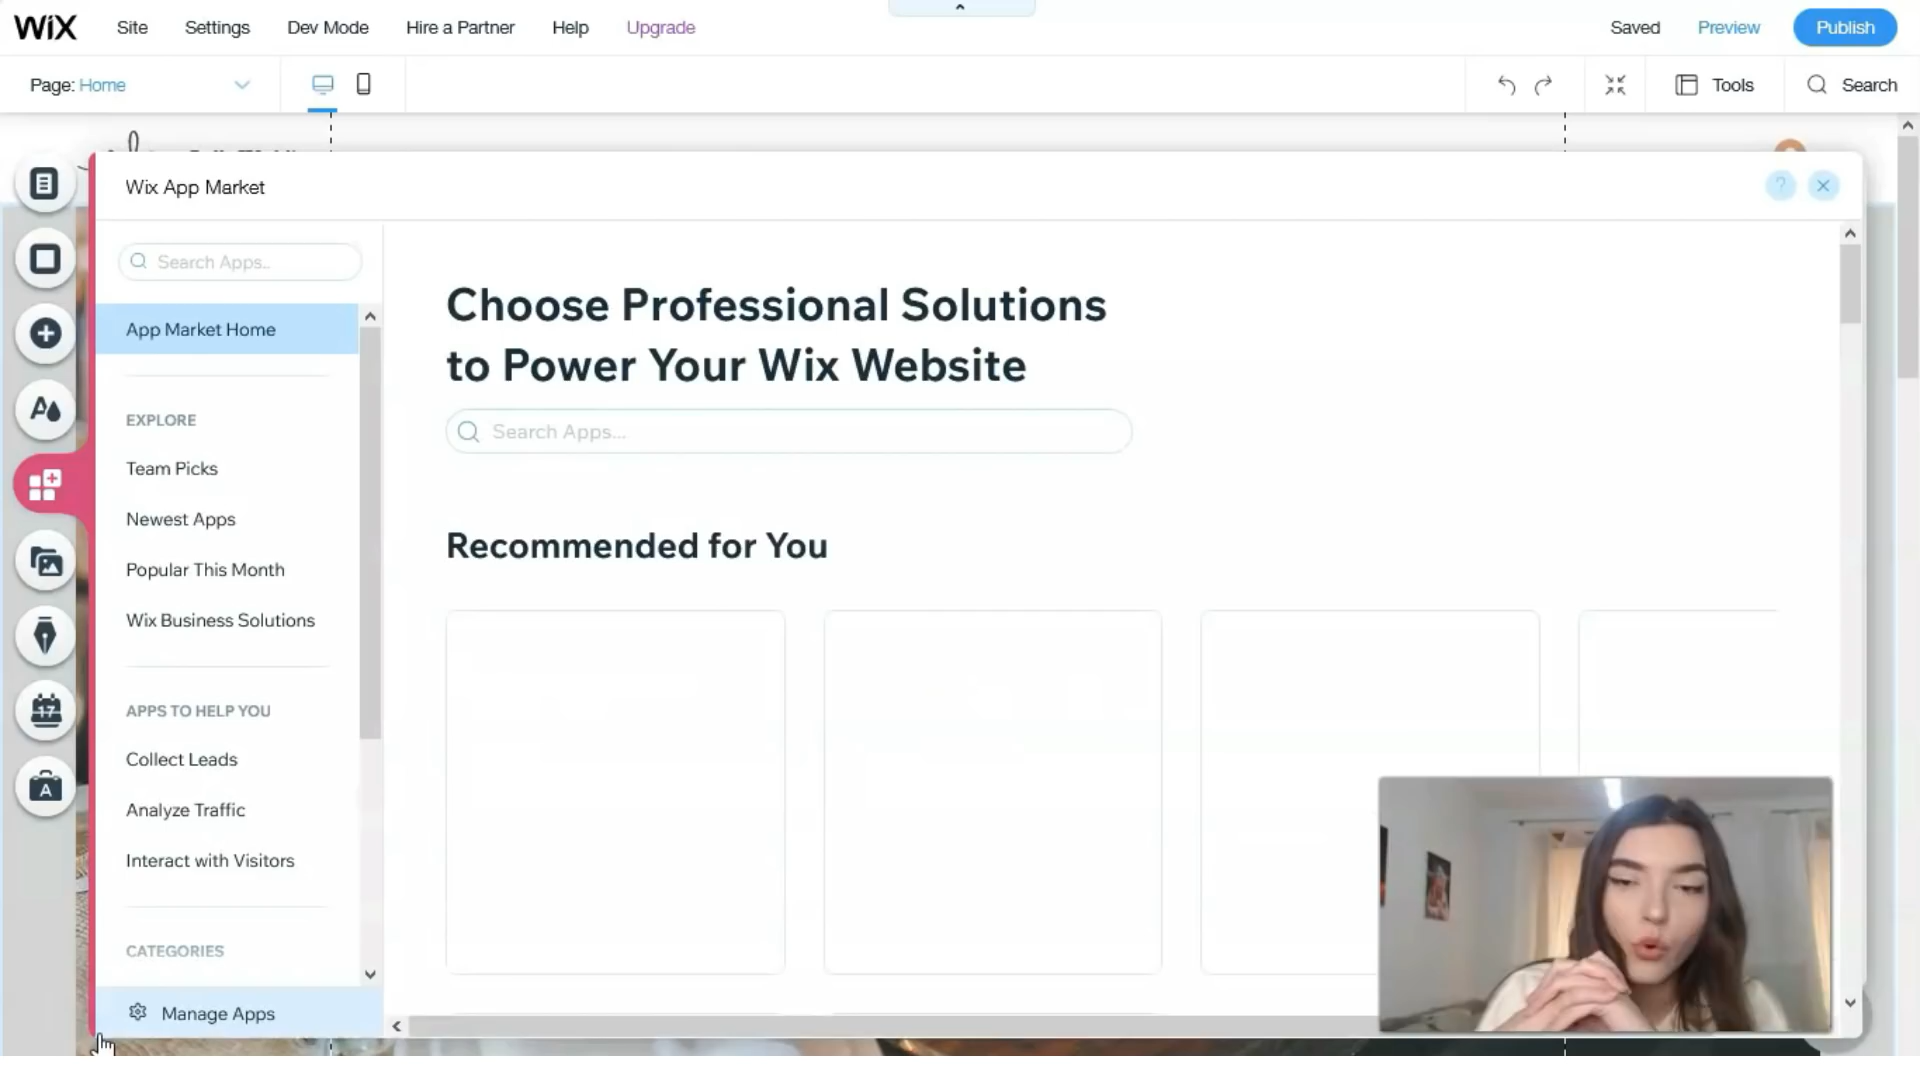 WiX
Site
Settings
Dev Mode
Hire a Partner
Help
Upgrade
Saved
Preview
Publish
Page: Home
Tools
Search
Wix App Market
?
Search Apps..
App Market Home
EXPLORE
Team Picks
Newest Apps
Popular This Month
Wix Business Solutions
APPS TO HELP YOU
Collect Leads
Analyze Traffic
Interact with Visitors
CATEGORIES
Manage Apps
Choose Professional Solutions
to Power Your Wix Website
Search Apps...
Recommended for You
A
17
A